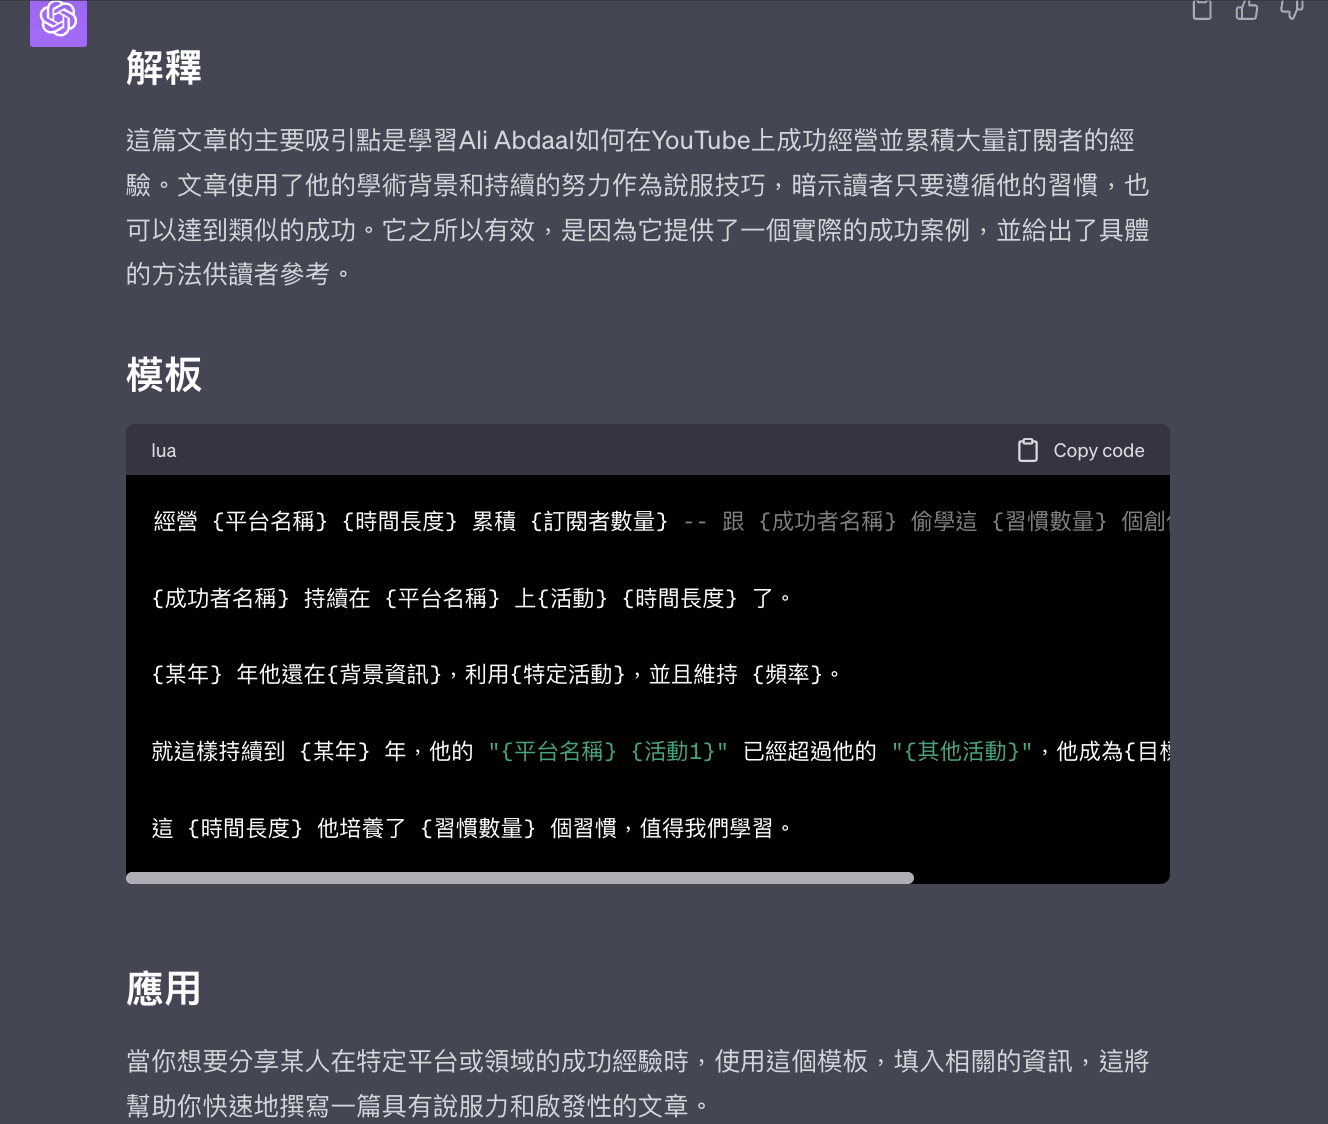 解釋
這篇文章的主要吸引點是學習Ali Abdaal如何在YouTube上成功經營並累積大量訂閱者的經
驗。文章使用了他的學術背景和持續的努力作為說服技巧，暗示讀者只要遵循他的習慣，也
可以達到類似的成功。它之所以有效，是因為它提供了一個實際的成功案例，並給出了具體
的方法供讀者參考。
模板
lua
Copy code
經營 {平台名稱} {時間長度} 累積 {訂閱者數量} -- 跟 {成功者名稱} 偷學這 {習慣數量} 個創
{成功者名稱} 持續在 {平台名稱} 上{活動} {時間長度} 了。
{某年} 年他還在{背景資訊}，利用{特定活動}，並且維持 {頻率}。
就這樣持續到 {某年} 年，他的 "{平台名稱} {活動1}" 已經超過他的 "{其他活動}"，他成為{目標
這 {時間長度} 他培養了 {習慣數量} 個習慣，值得我們學習。
應用
當你想要分享某人在特定平台或領域的成功經驗時，使用這個模板，填入相關的資訊，這將
幫助你快速地撰寫一篇具有說服力和啟發性的文章。